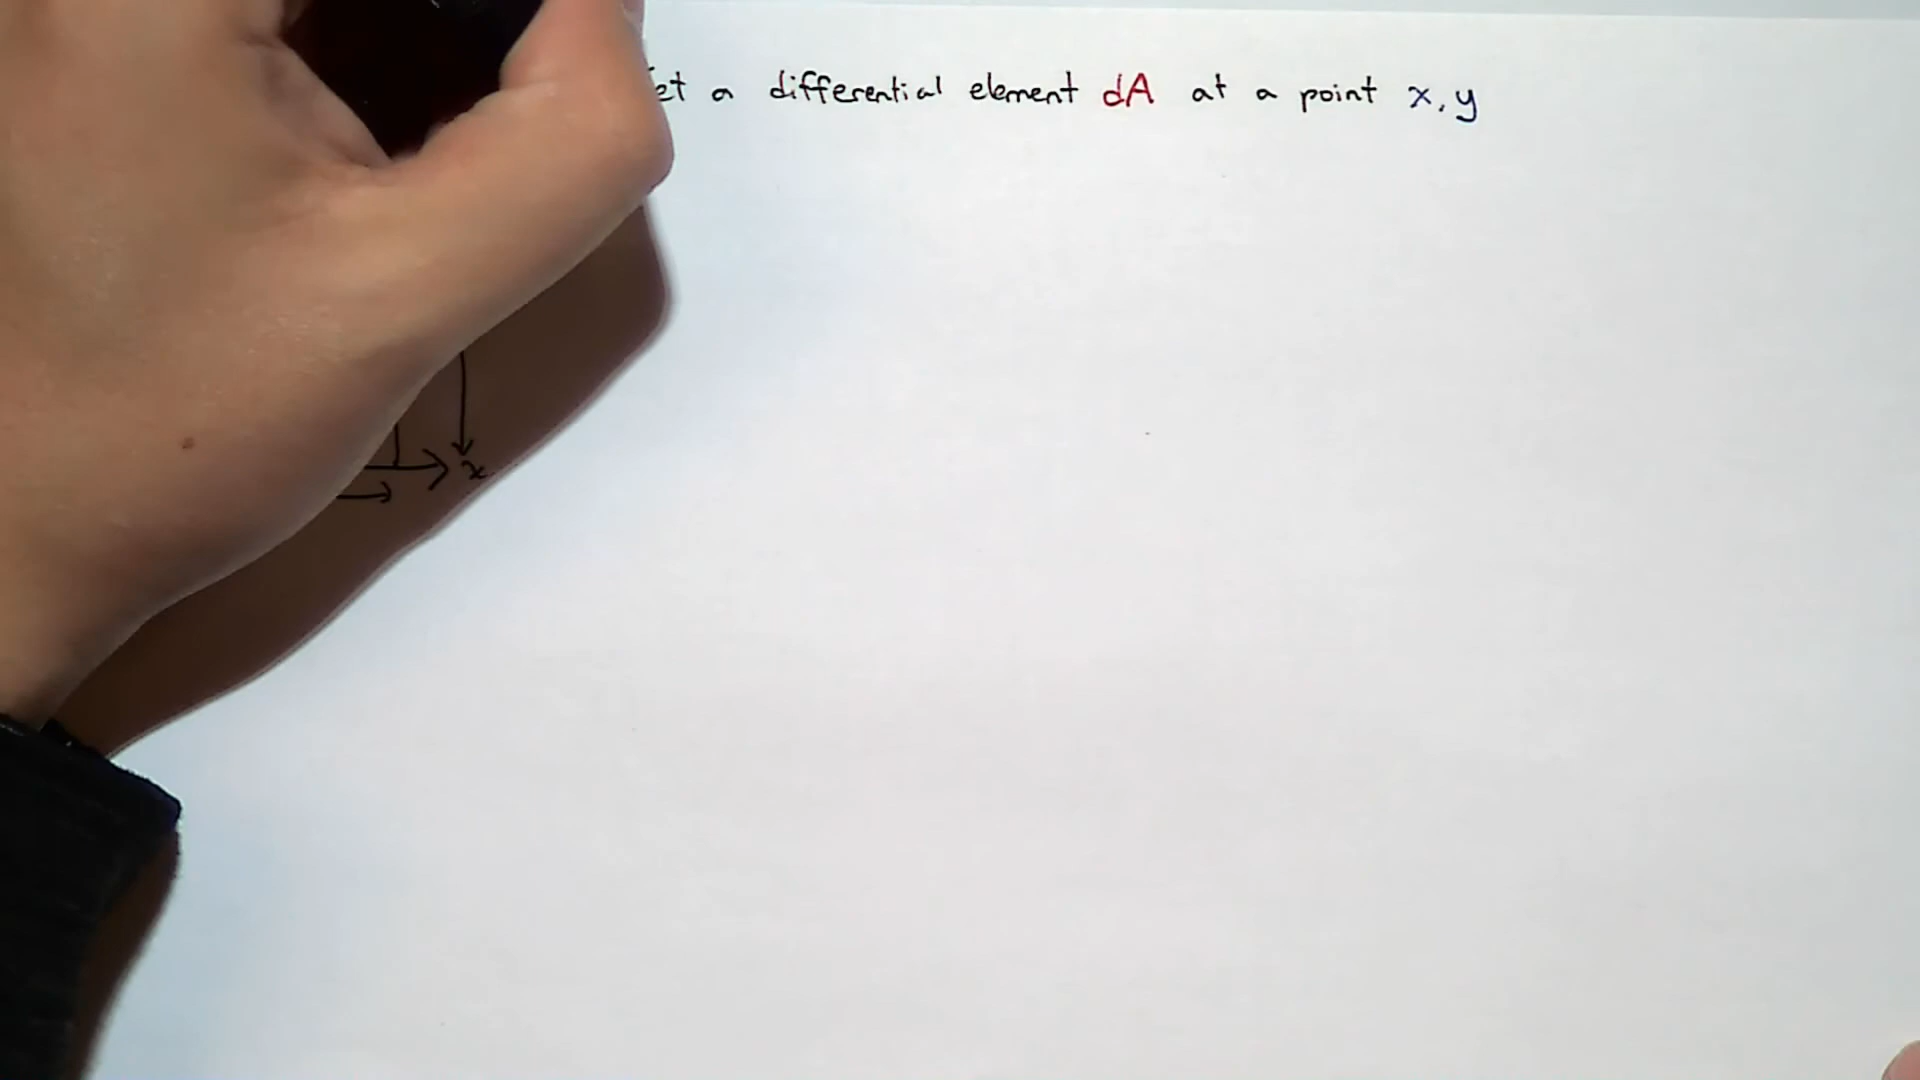 a differential element dA at a point x, y
x